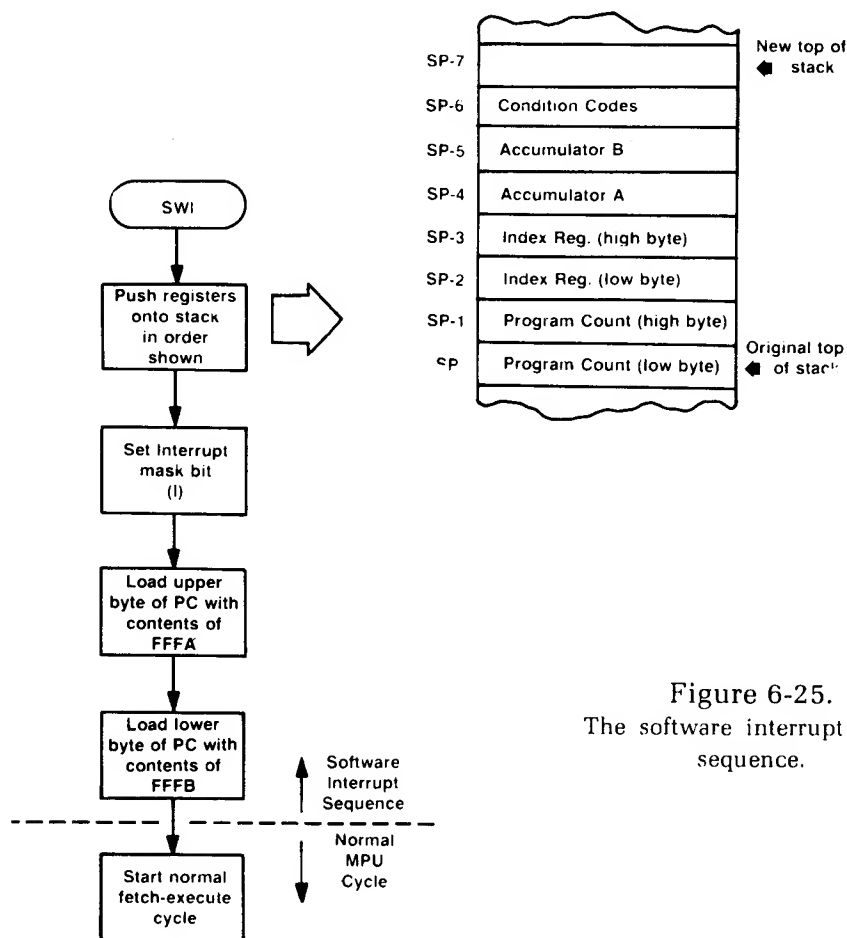 SWI
Push registers
onto stack
in order
shown
Set Interrupt
mask bit
(I)
Load upper
byte of PC with
contents of
FFFA
Load lower
byte of PC with
contents of
FFFB
Software
Interrupt
Sequence
Normal
MPU
Cycle
Start normal
fetch-execute
cycle
SP-7
New top of
stack
SP-6 Condition Codes
SP-5 Accumulator B
SP-4 Accumulator A
SP-3 Index Reg. (high byte)
SP-2 Index Reg. (low byte)
SP-1 Program Count (high byte)
SP Program Count (low byte)
Original top
of stack
Figure 6-25.
The software interrupt
sequence.